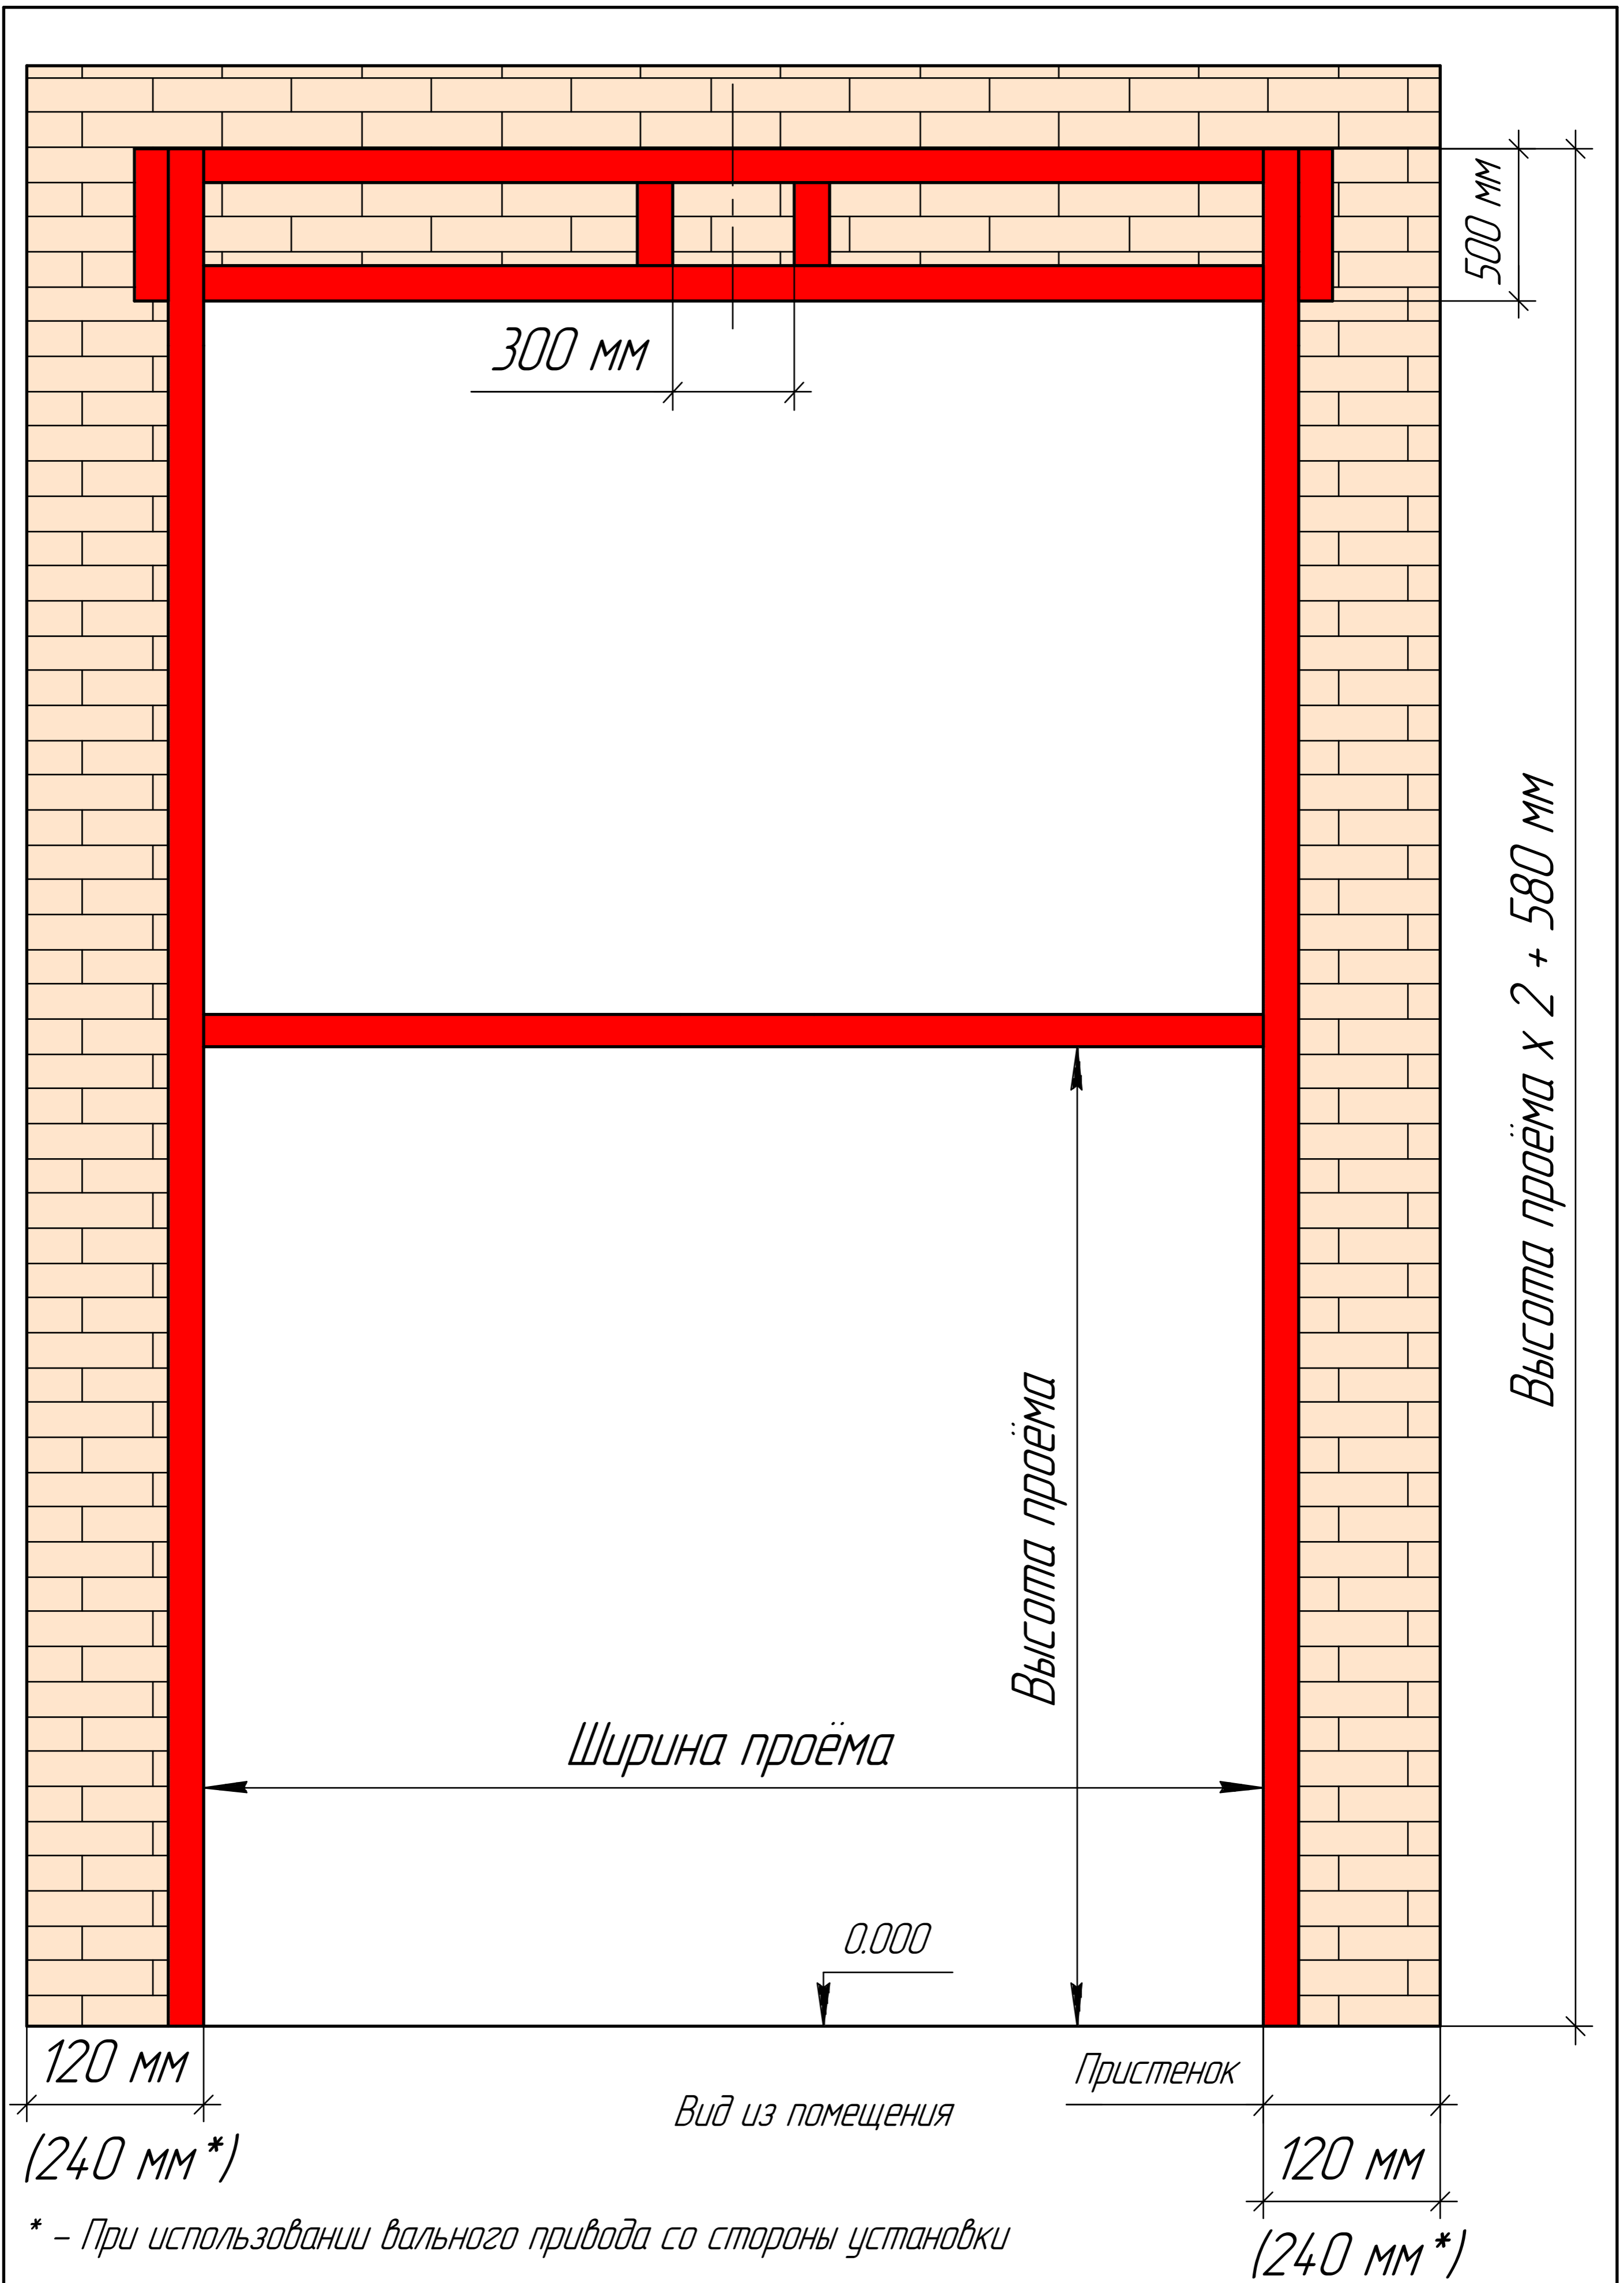 500 мм
300 мм
Высота проёма x 2 + 580 мм
Высота проёма
Ширина проёма
0.000
120 мм
(240 мм*)
Вид из помещения
Пристенок
120 мм
(240 мм*)
* - При использовании вального привода со стороны установки